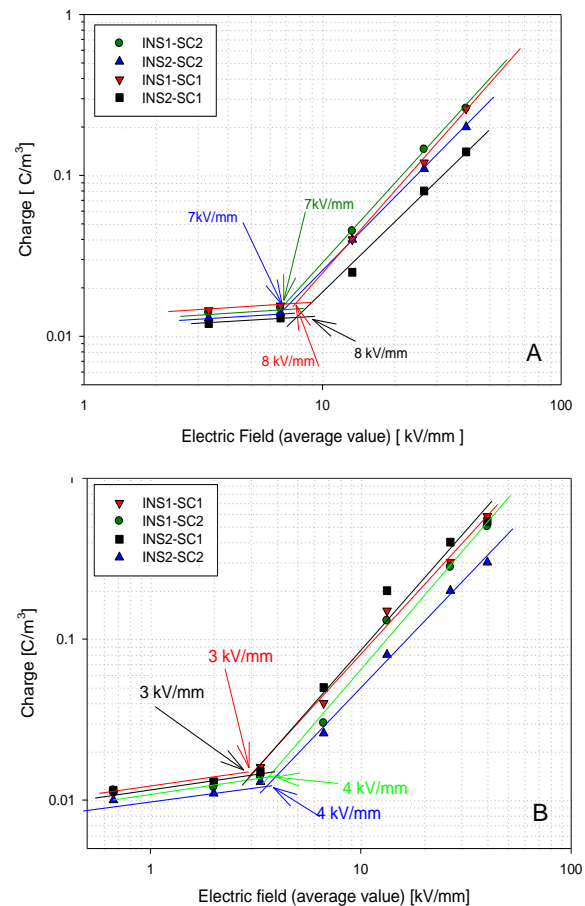 1
INS1-SC2
INS2-SC2
INS1-SC1
INS2-SC1
Charge [ C/m³]
0.1
7kV/mm
7kV/mm
0.01
8 kV/mm
8 kV/mm
A
1
10
100
Electric Field (average value) [ kV/mm ]
INS1-SC1
INS1-SC2
INS2-SC1
INS2-SC2
Charge [C/m³]
0.1
3 kV/mm
3 kV/mm
0.01
4 kV/mm
4 kV/mm
B
1
10
100
Electric field (average value) [kV/mm]